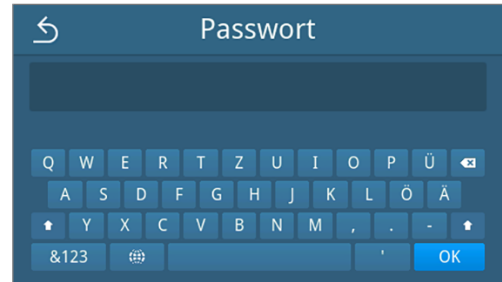 Passwort
Q W E R T Z U I O P Ü
A S D F G H J K L Ö Ä
Y X C V B N M , . -
&123 ' OK